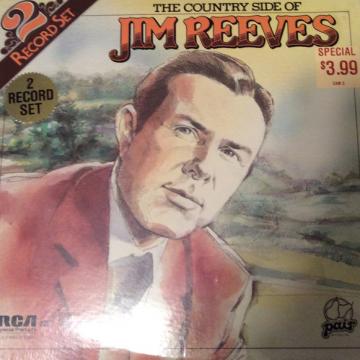 2
RECORD SET
THE COUNTRY SIDE OF
JIM REEVES
SPECIAL
$3.99
2
RECORD
SET
RCA
pair